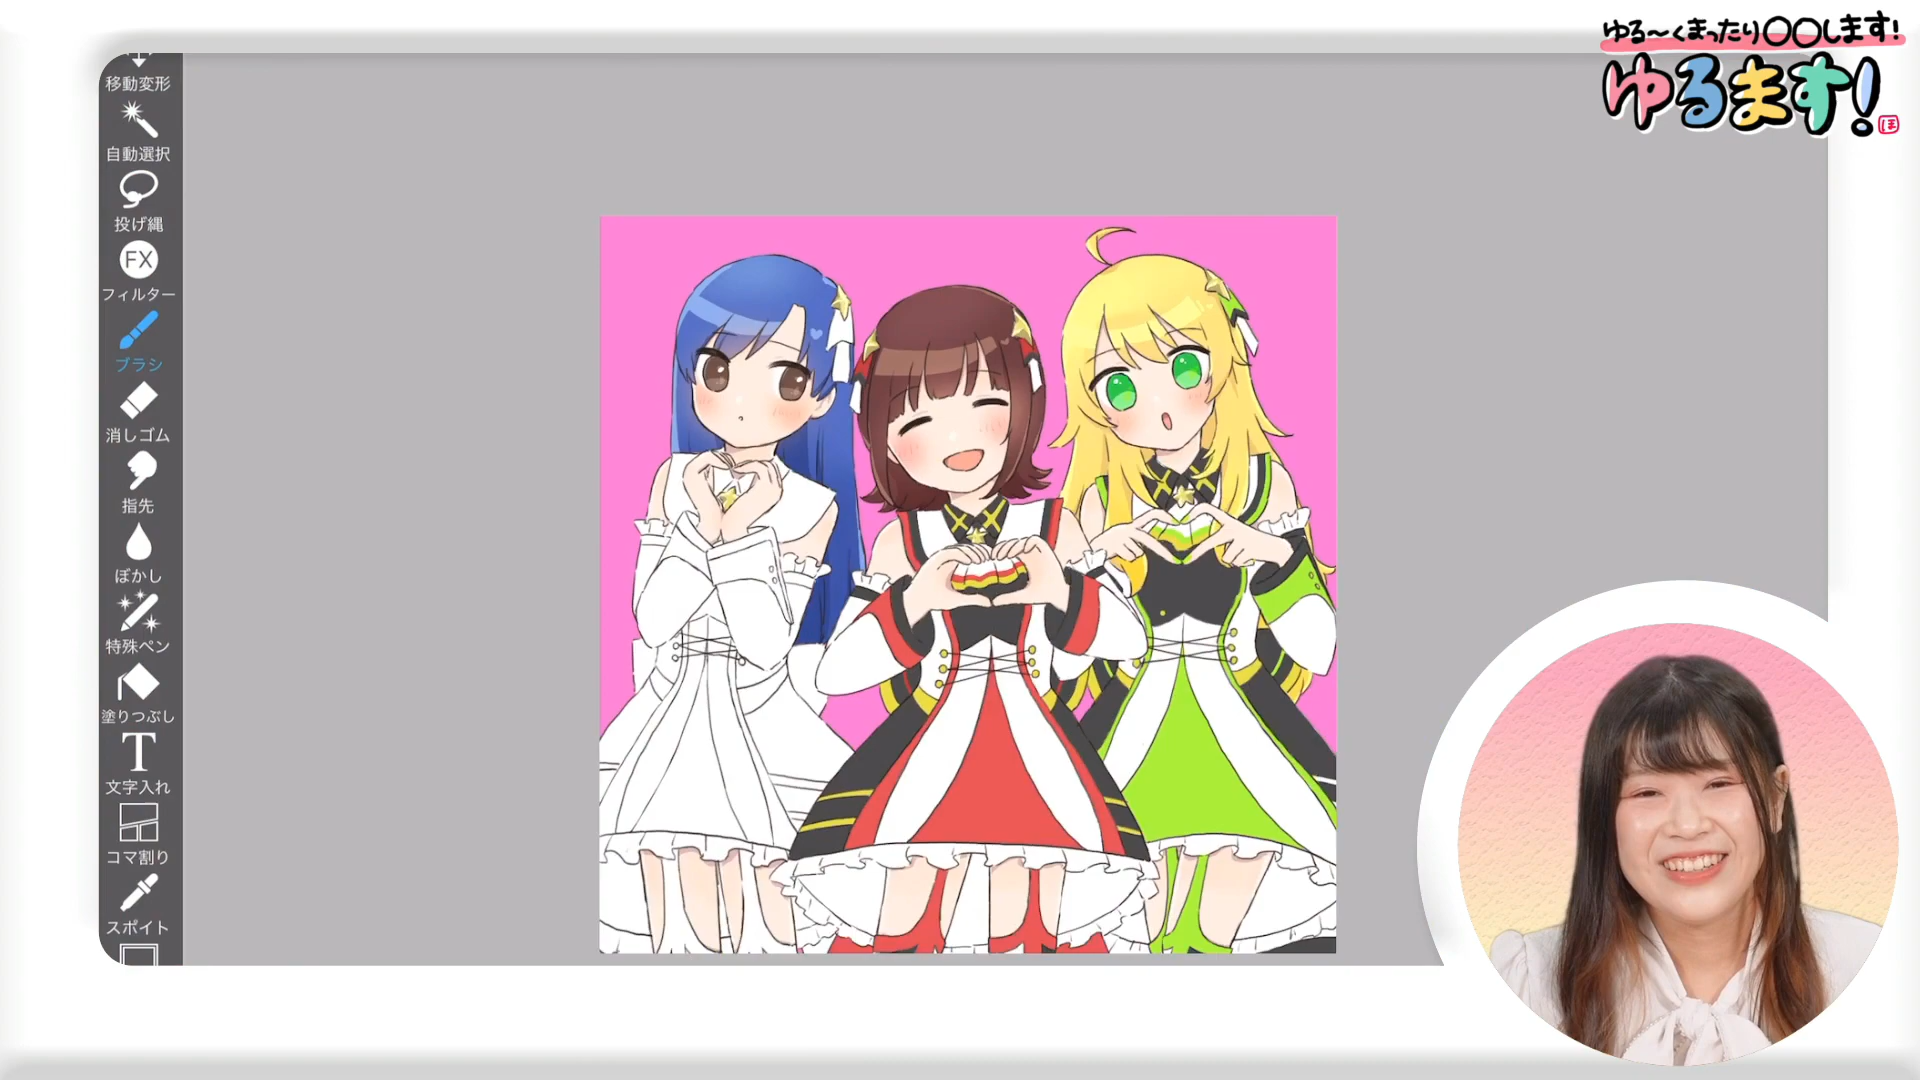 ゆる〜くまったり〇〇します!
ゆるます!
ほ
移動変形
自動選択
投げ縄
FX
フィルター
ブラシ
消しゴム
指先
ぼかし
特殊ペン
塗りつぶし
T
文字入れ
コマ割り
スポイト